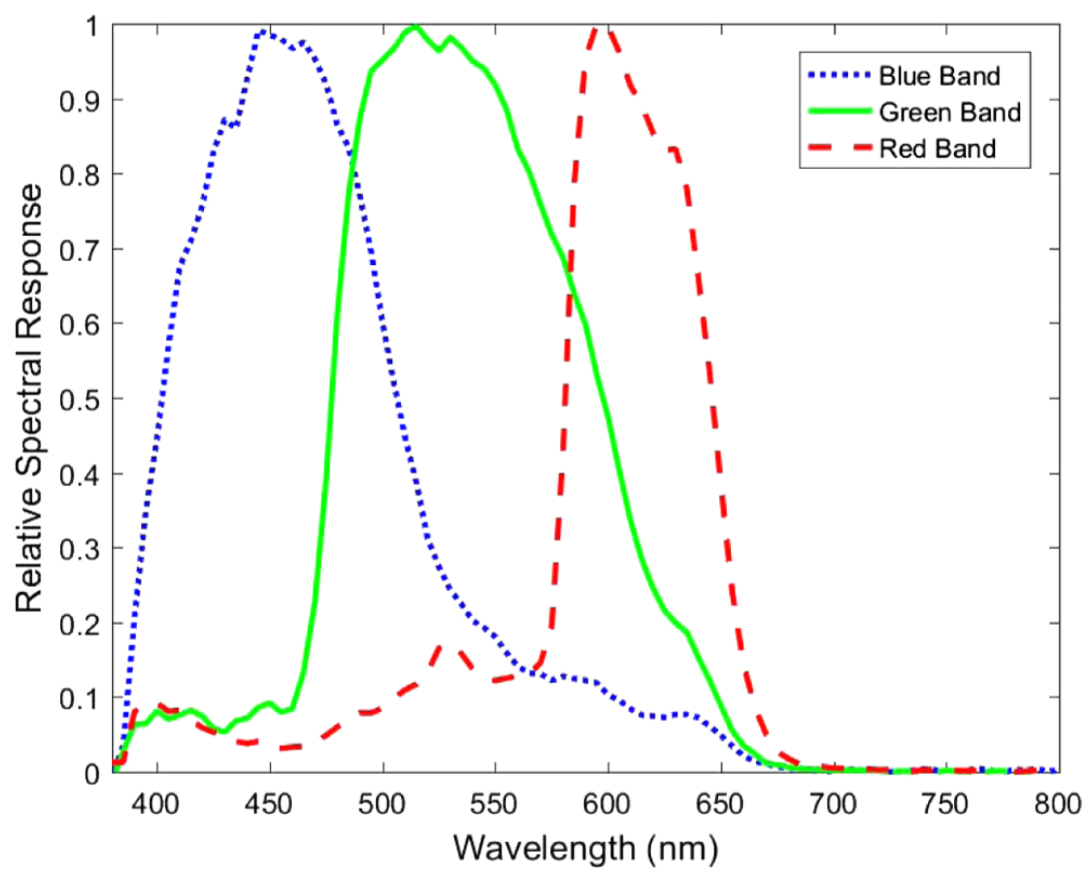 1
0.9
0.8
0.7
0.6
0.5
0.4
0.3
0.2
0.1
0
Relative Spectral Response
Blue Band
Green Band
Red Band
400 450 500 550 600 650 700 750 800
Wavelength (nm)